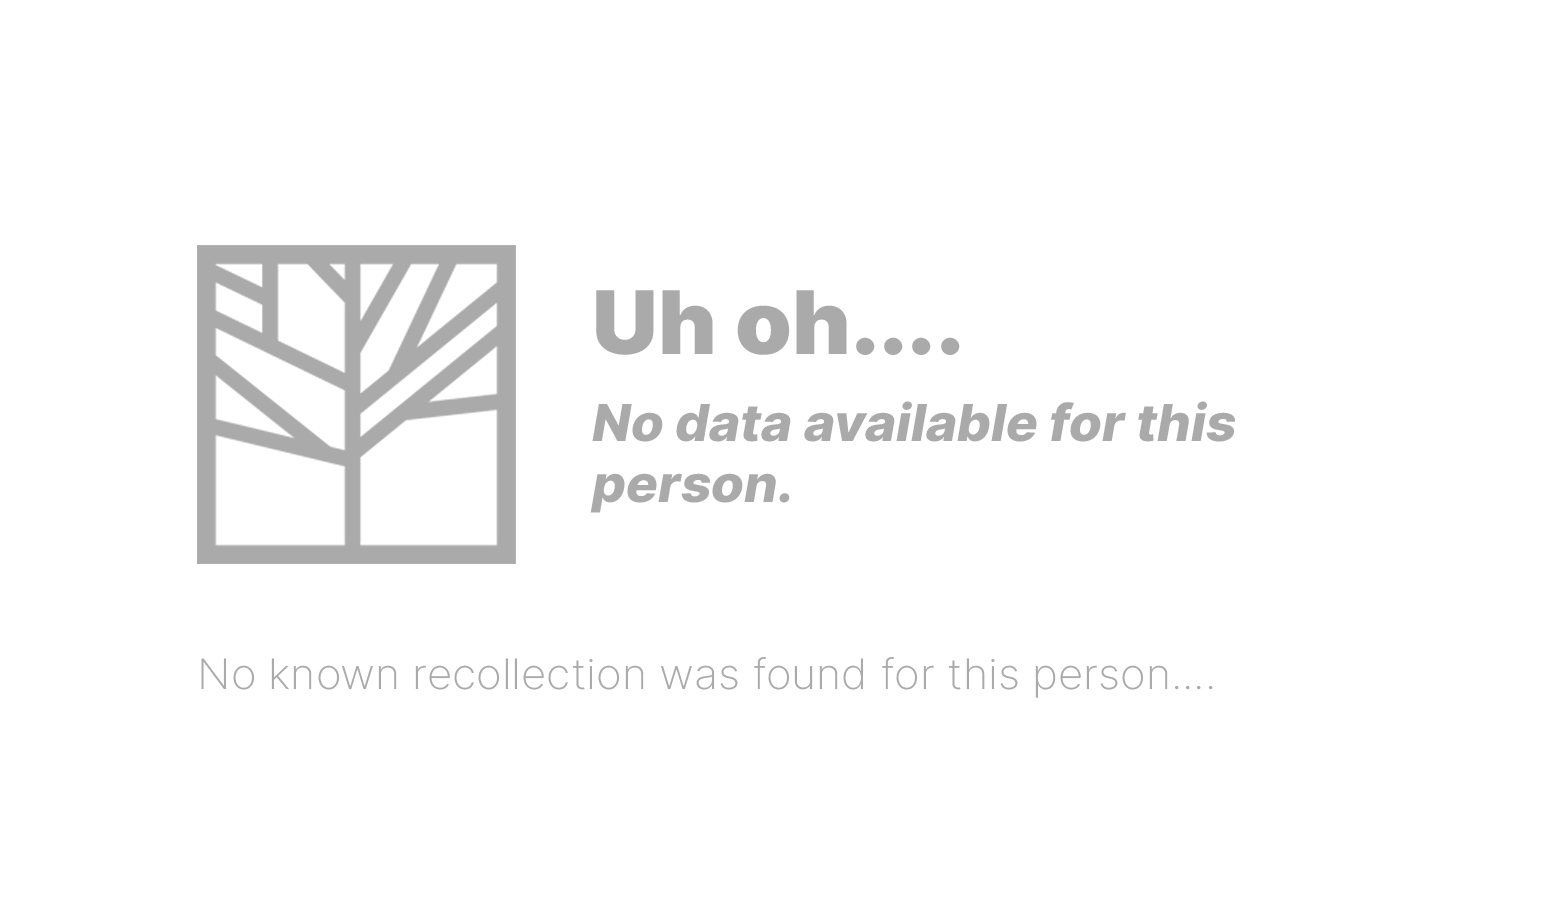 Uh oh....
No data available for this
person.
No known recollection was found for this person....